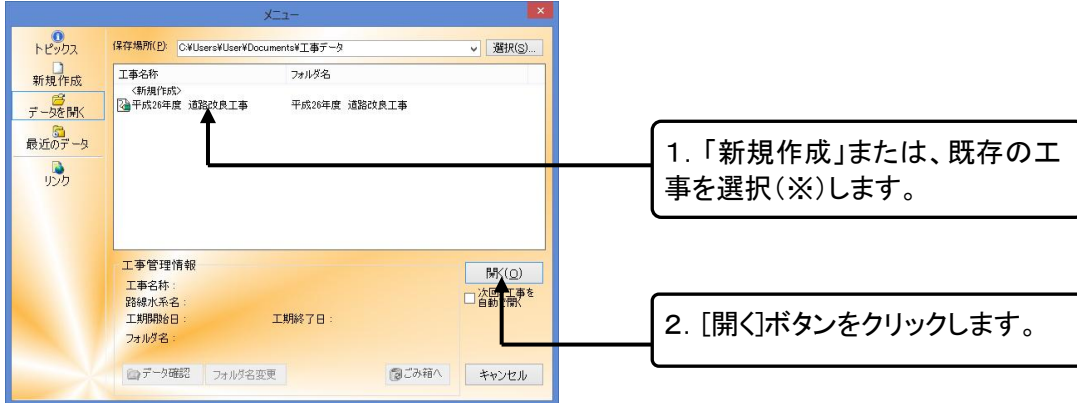 メニュー
トピックス
新規作成
データを開く
最近のデータ
リンク
保存場所(P): C:¥Users¥User¥Documents¥工事データ 選択(S)...
工事名称 フォルダ名
<新規作成>
平成26年度 道路改良工事 平成26年度 道路改良工事
工事管理情報
工事名称:
路線水系名:
工期開始日: 工期終了日:
フォルダ名:
開く(O)
次回 工事を
自動 開く
データ確認 フォルダ名変更 ごみ箱へ キャンセル
1.「新規作成」または、既存の工
事を選択(※)します。
2.[開く]ボタンをクリックします。